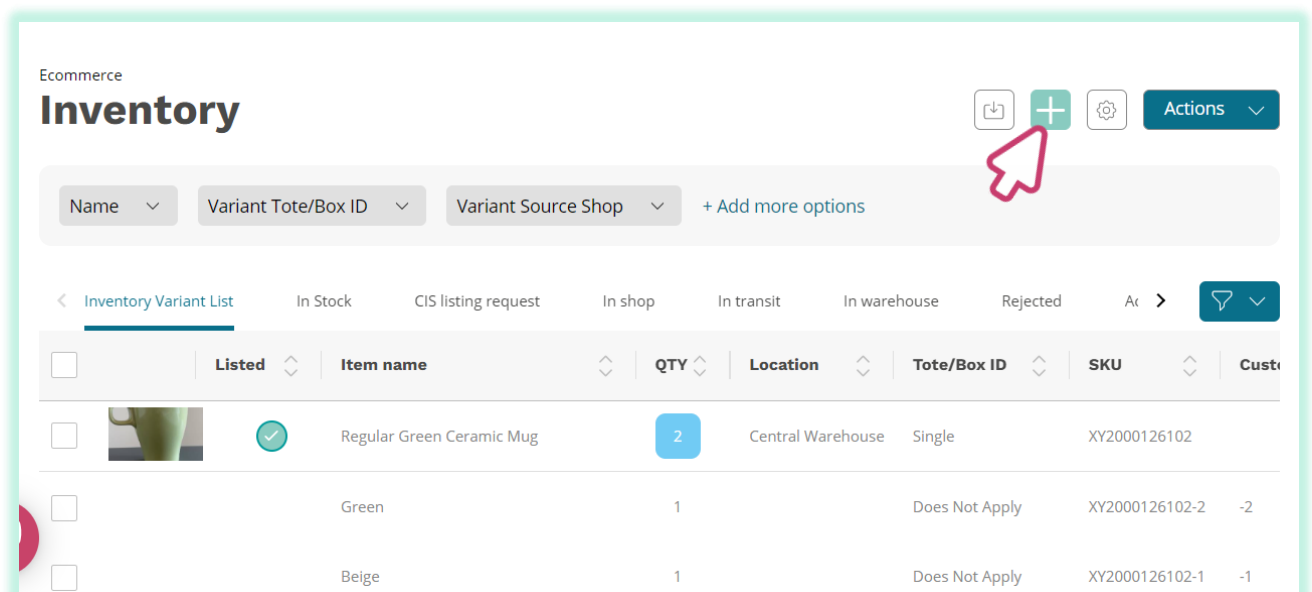 Ecommerce
Inventory
Actions
Name Variant Tote/Box ID Variant Source Shop + Add more options
Inventory Variant List In Stock CIS listing request In shop In transit In warehouse Rejected
Listed Item name QTY Location Tote/Box ID SKU
Regular Green Ceramic Mug 2 Central Warehouse Single XY2000126102
Green 1 Does Not Apply XY2000126102-2 -2
Beige 1 Does Not Apply XY2000126102-1 -1